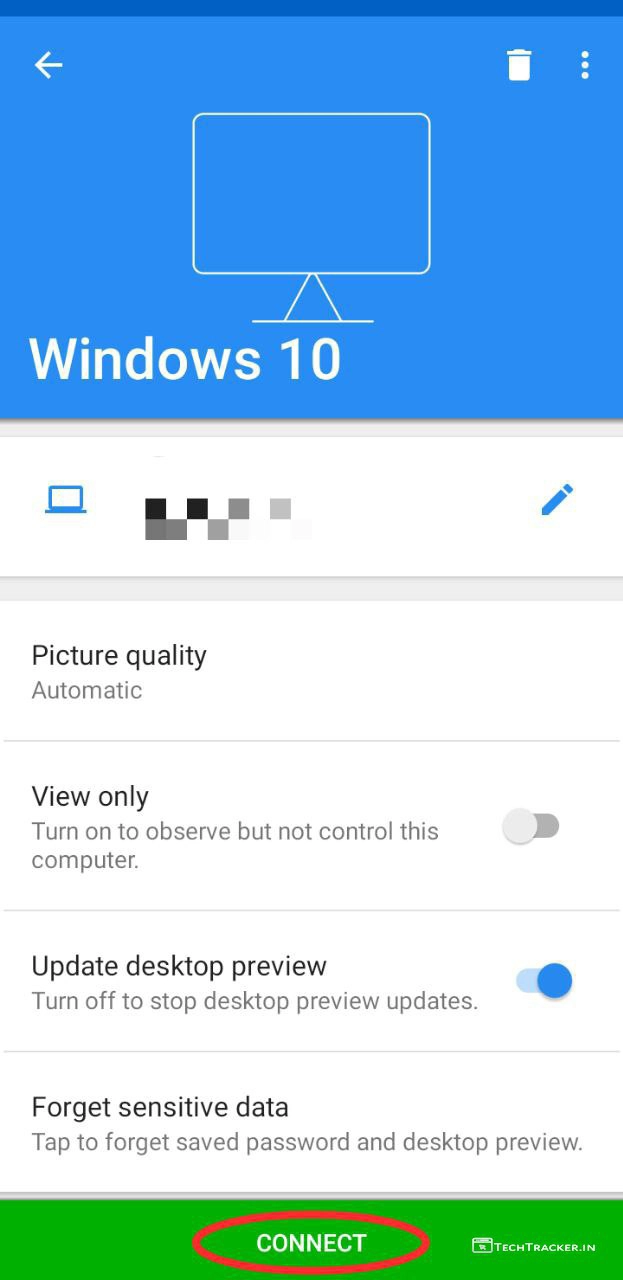 Windows 10
Picture quality
Automatic
View only
Turn on to observe but not control this
computer.
Update desktop preview
Turn off to stop desktop preview updates.
Forget sensitive data
Tap to forget saved password and desktop preview.
CONNECT
TECHTRACKER.IN